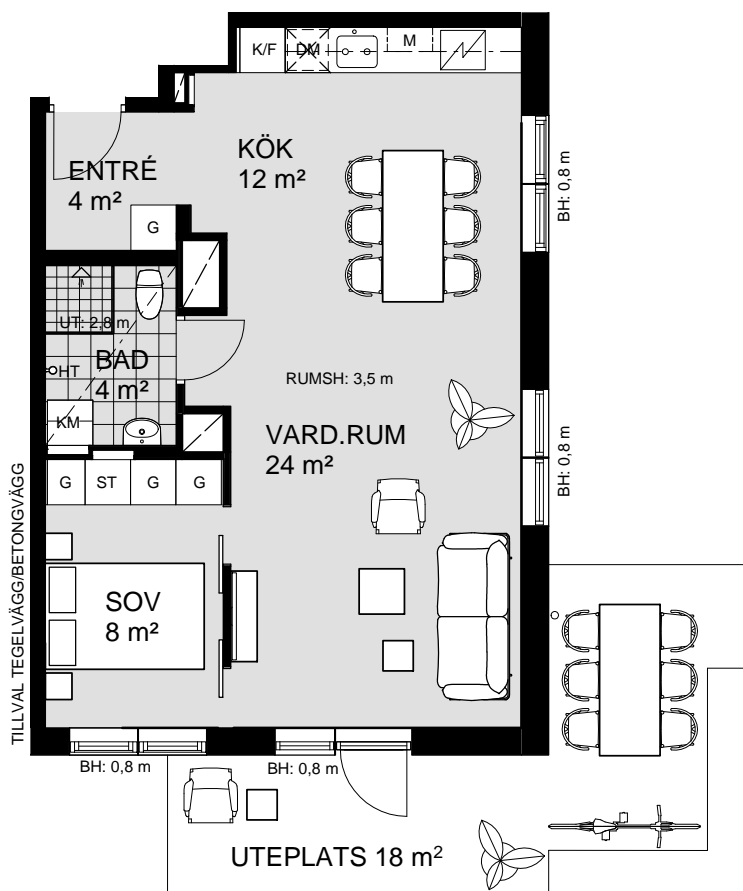 K/F
DM
M
KÖK
12 m²
ENTRÉ
4 m²
BH: 0,8 m
G
UT: 2,8 m
BAD
4 m²
HT
RUMSH: 3,5 m
KM
VARD.RUM
24 m²
BH: 0,8 m
G
ST
G
G
TILLVAL TEGELVÄGG/BETONGVÄGG
SOV
8 m²
BH: 0,8 m
BH: 0,8 m
UTEPLATS 18 m²